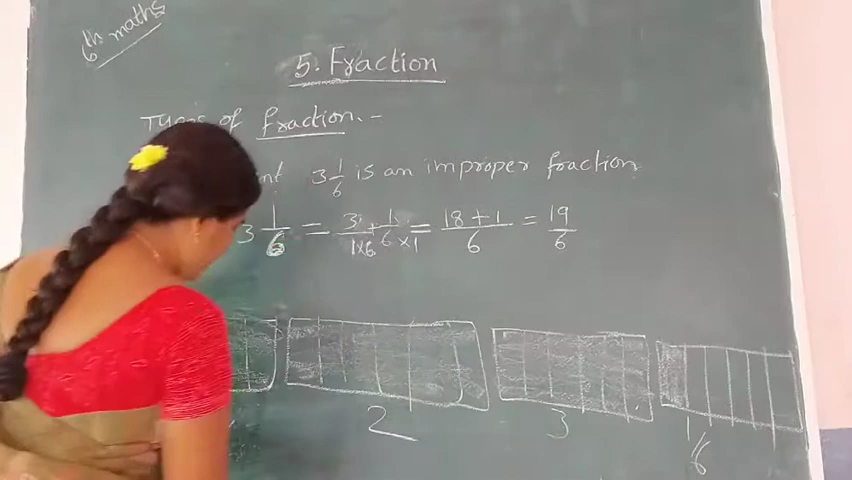 6th maths
5. Fraction
Types of fraction :-
3 1/6 is an improper fraction.
3 1/6 = 3/1×6 + 1/6×1 = 18+1/6 = 19/6
2
3
1/6